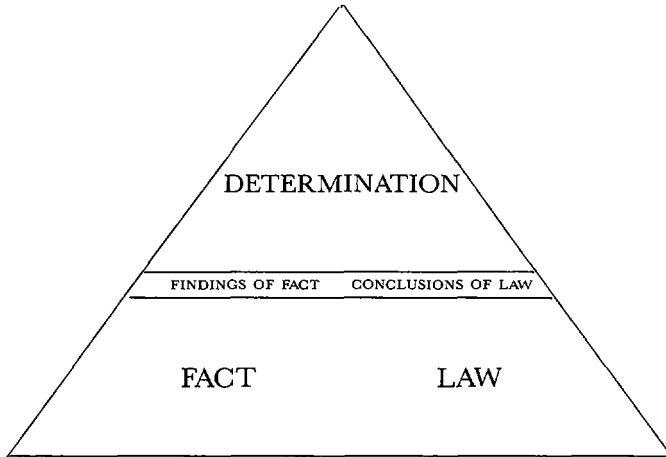 DETERMINATION
FINDINGS OF FACT CONCLUSIONS OF LAW
FACT LAW